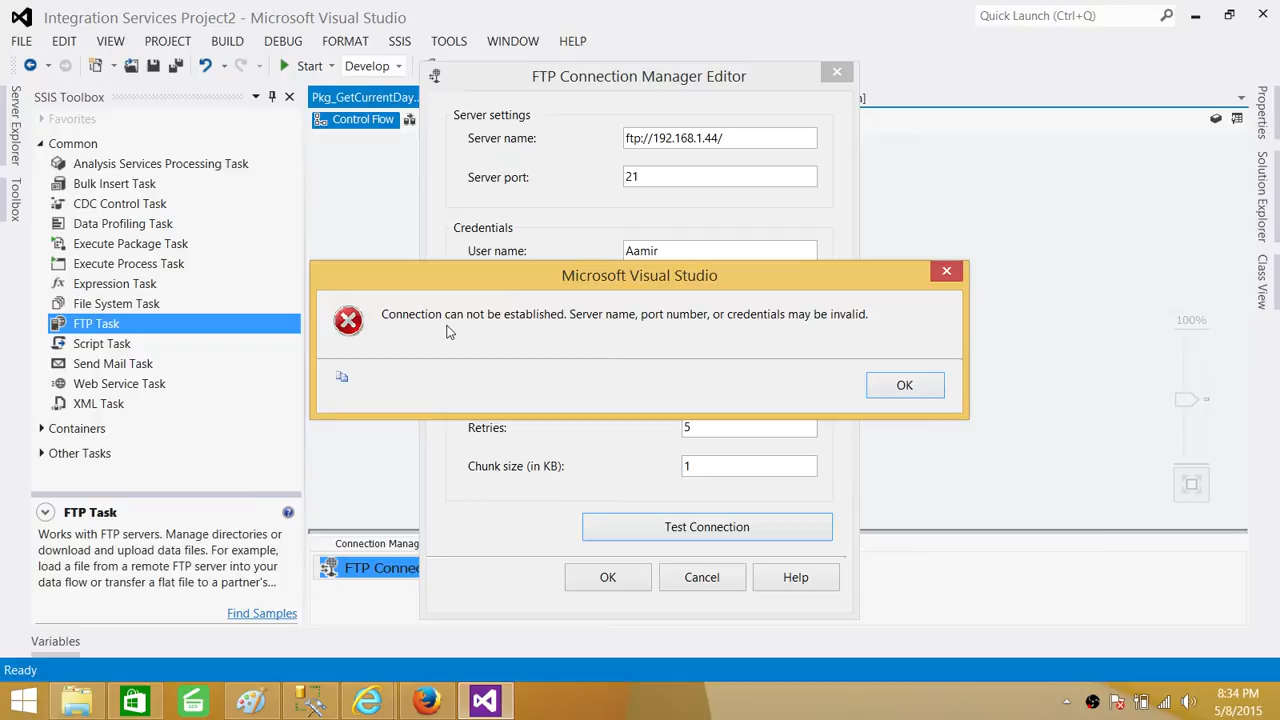 Integration Services Project2 - Microsoft Visual Studio
Quick Launch (Ctrl+Q)
FILE EDIT VIEW PROJECT BUILD DEBUG FORMAT SSIS TOOLS WINDOW HELP
Start Develop
FTP Connection Manager Editor
SSIS Toolbox
Pkg_GetCurrentDay...
Control Flow
Favorites
Common
Analysis Services Processing Task
Bulk Insert Task
CDC Control Task
Data Profiling Task
Execute Package Task
Execute Process Task
Expression Task
File System Task
FTP Task
Script Task
Send Mail Task
Web Service Task
XML Task
Containers
Other Tasks
FTP Task
Works with FTP servers. Manage directories
or download and upload data files. For example,
load a file from a remote FTP server into your
data flow or transfer a flat file to a partner's...
Find Samples
Variables
Server Explorer
Toolbox
Server settings
Server name: ftp://192.168.1.44/
Server port: 21
Credentials
User name: Aamir
Microsoft Visual Studio
Connection can not be established. Server name, port number, or credentials may be invalid.
OK
Retries: 5
Chunk size (in KB): 1
Test Connection
OK Cancel Help
Connection Manag
FTP Connec
100%
Properties
Solution Explorer
Class View
Ready
8:34 PM
5/8/2015